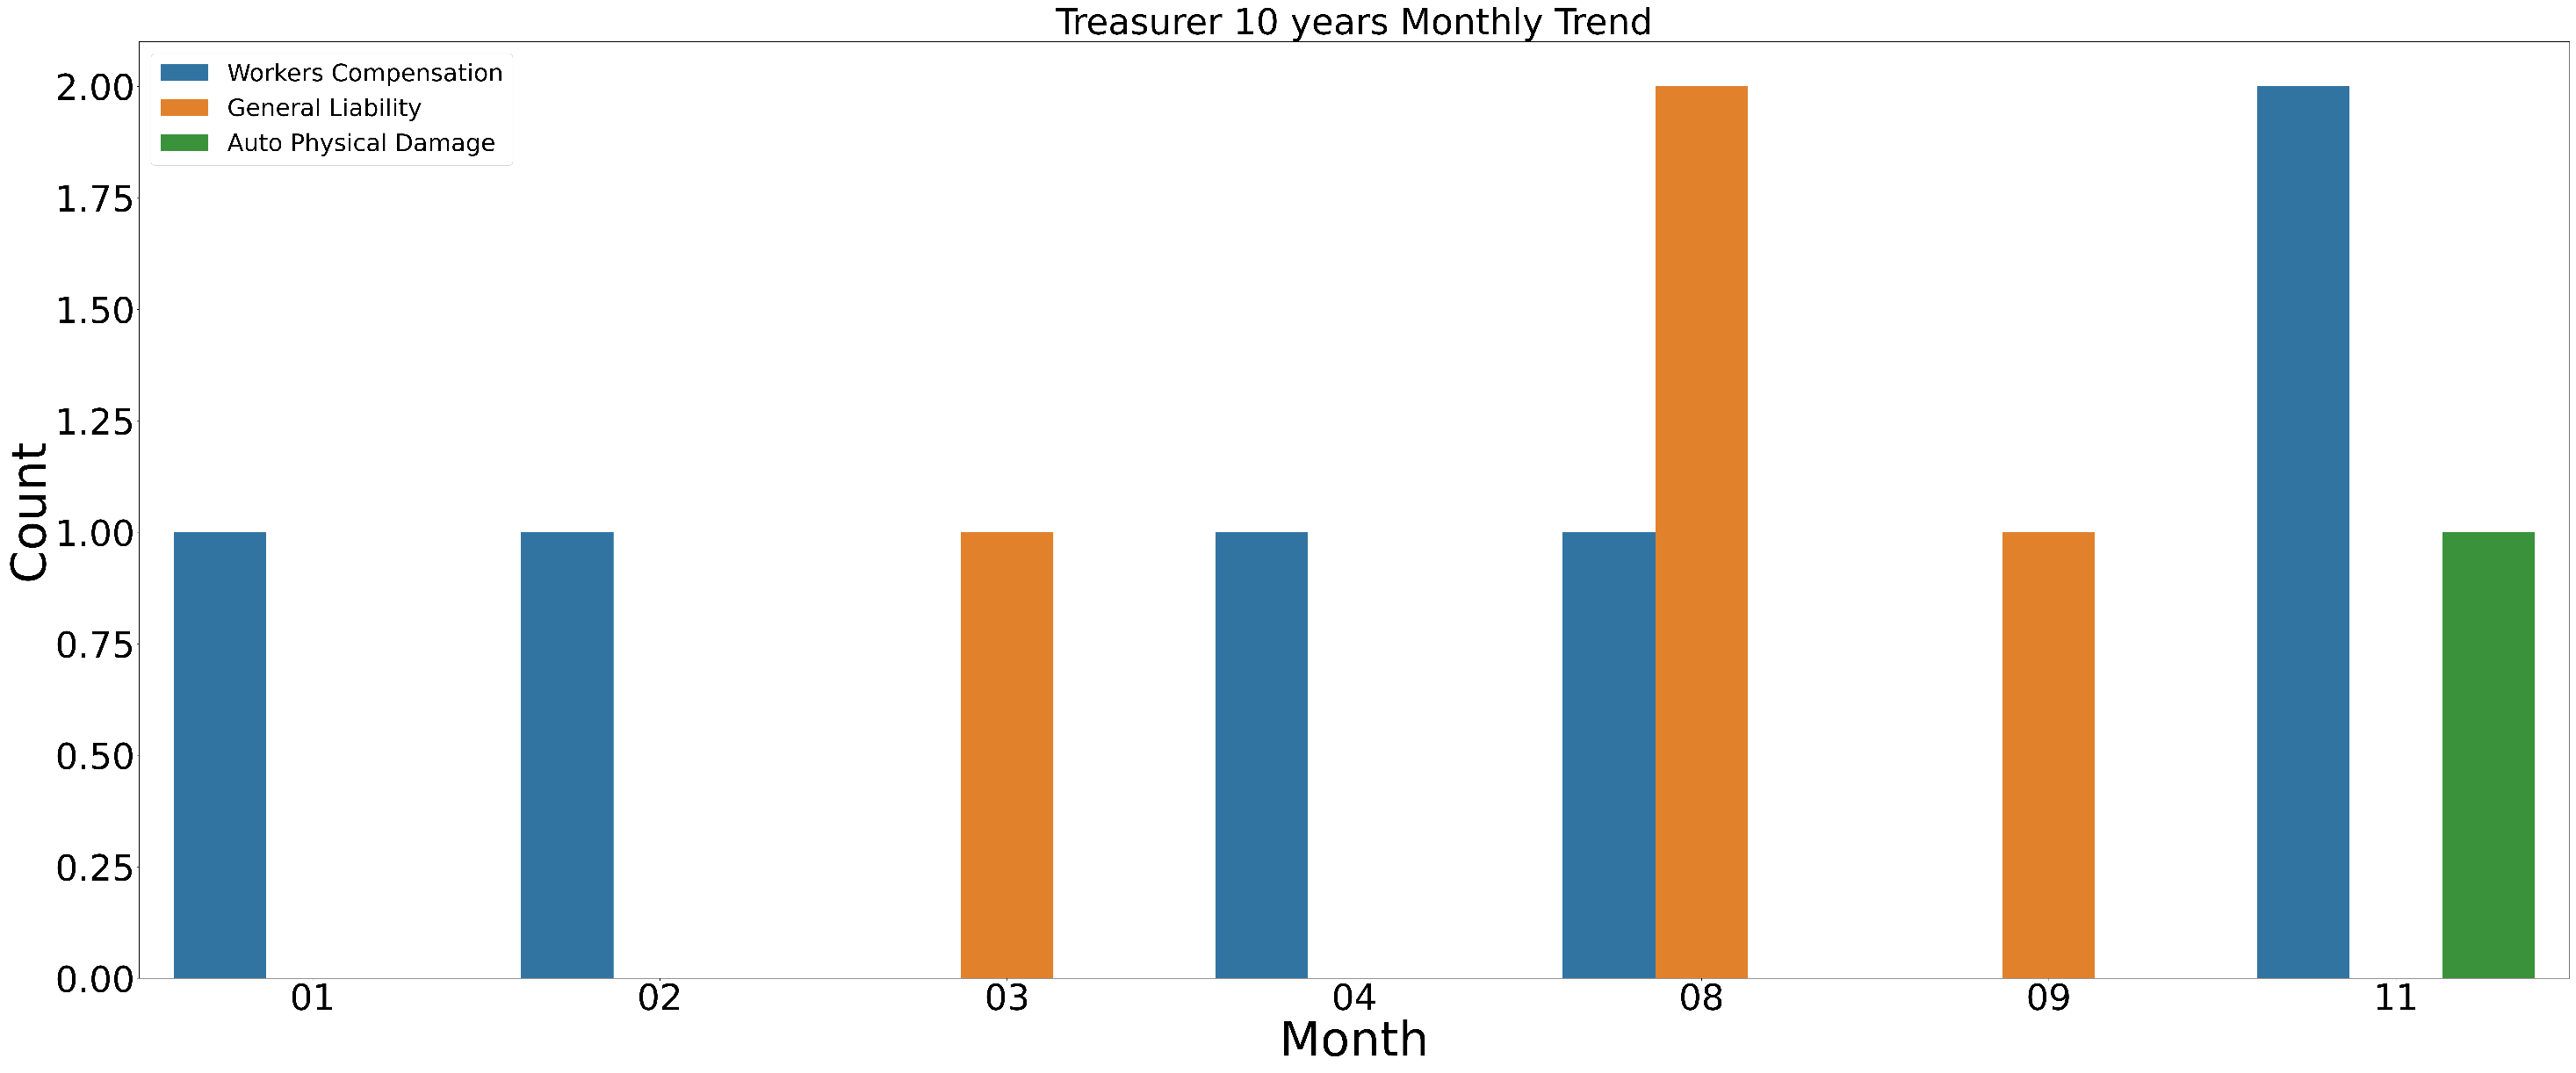 Treasurer 10 years Monthly Trend
Workers Compensation
General Liability
Auto Physical Damage
2.00
1.75
1.50
1.25
1.00
0.75
0.50
0.25
0.00
Count
01 02 03 04 08 09 11
Month